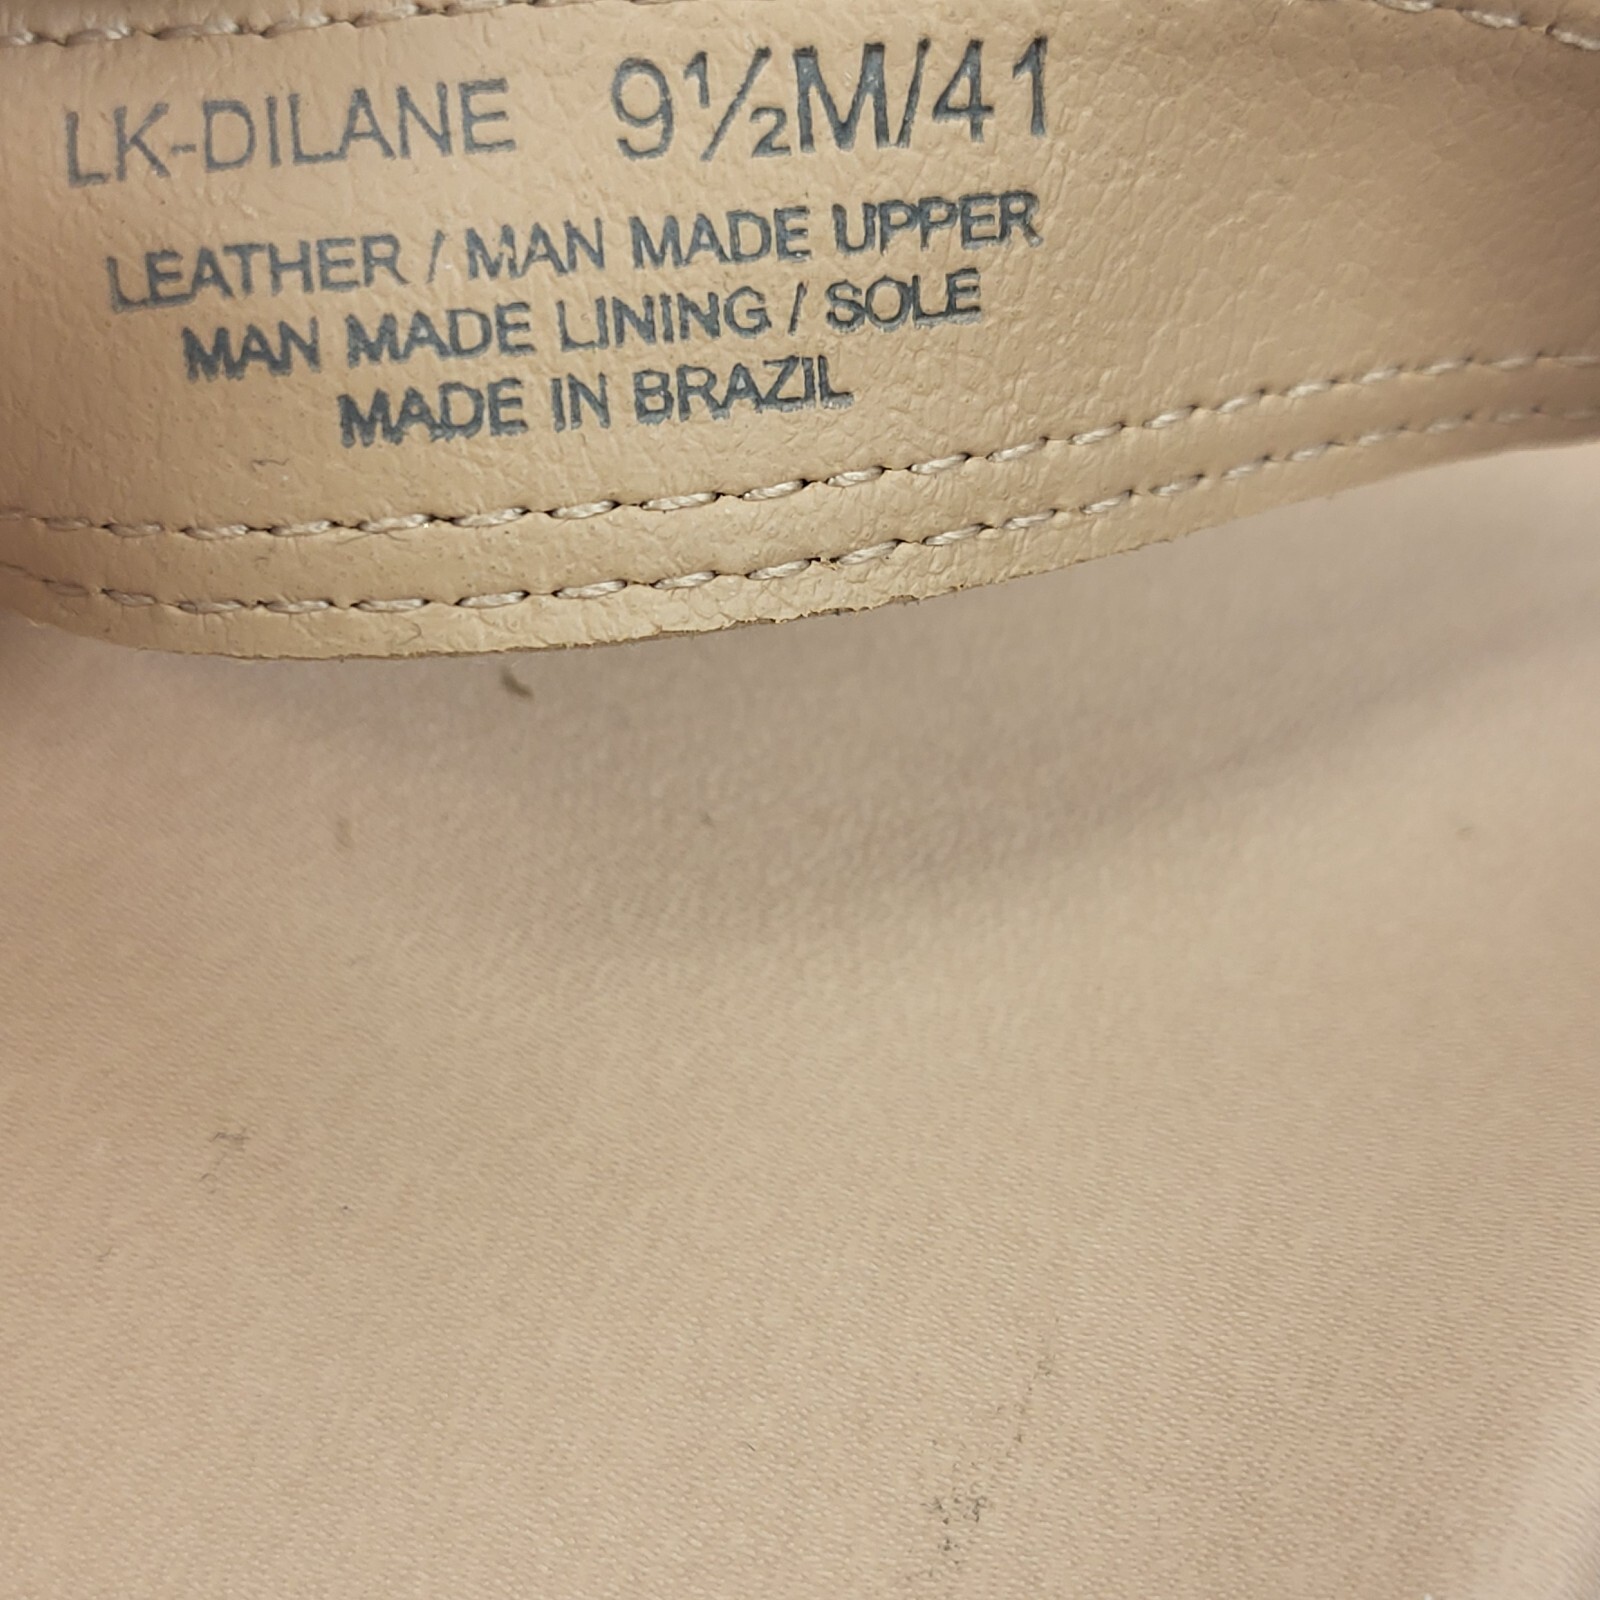 LK-DILANE 9½M/41
LEATHER / MAN MADE UPPER
MAN MADE LINING / SOLE
MADE IN BRAZIL